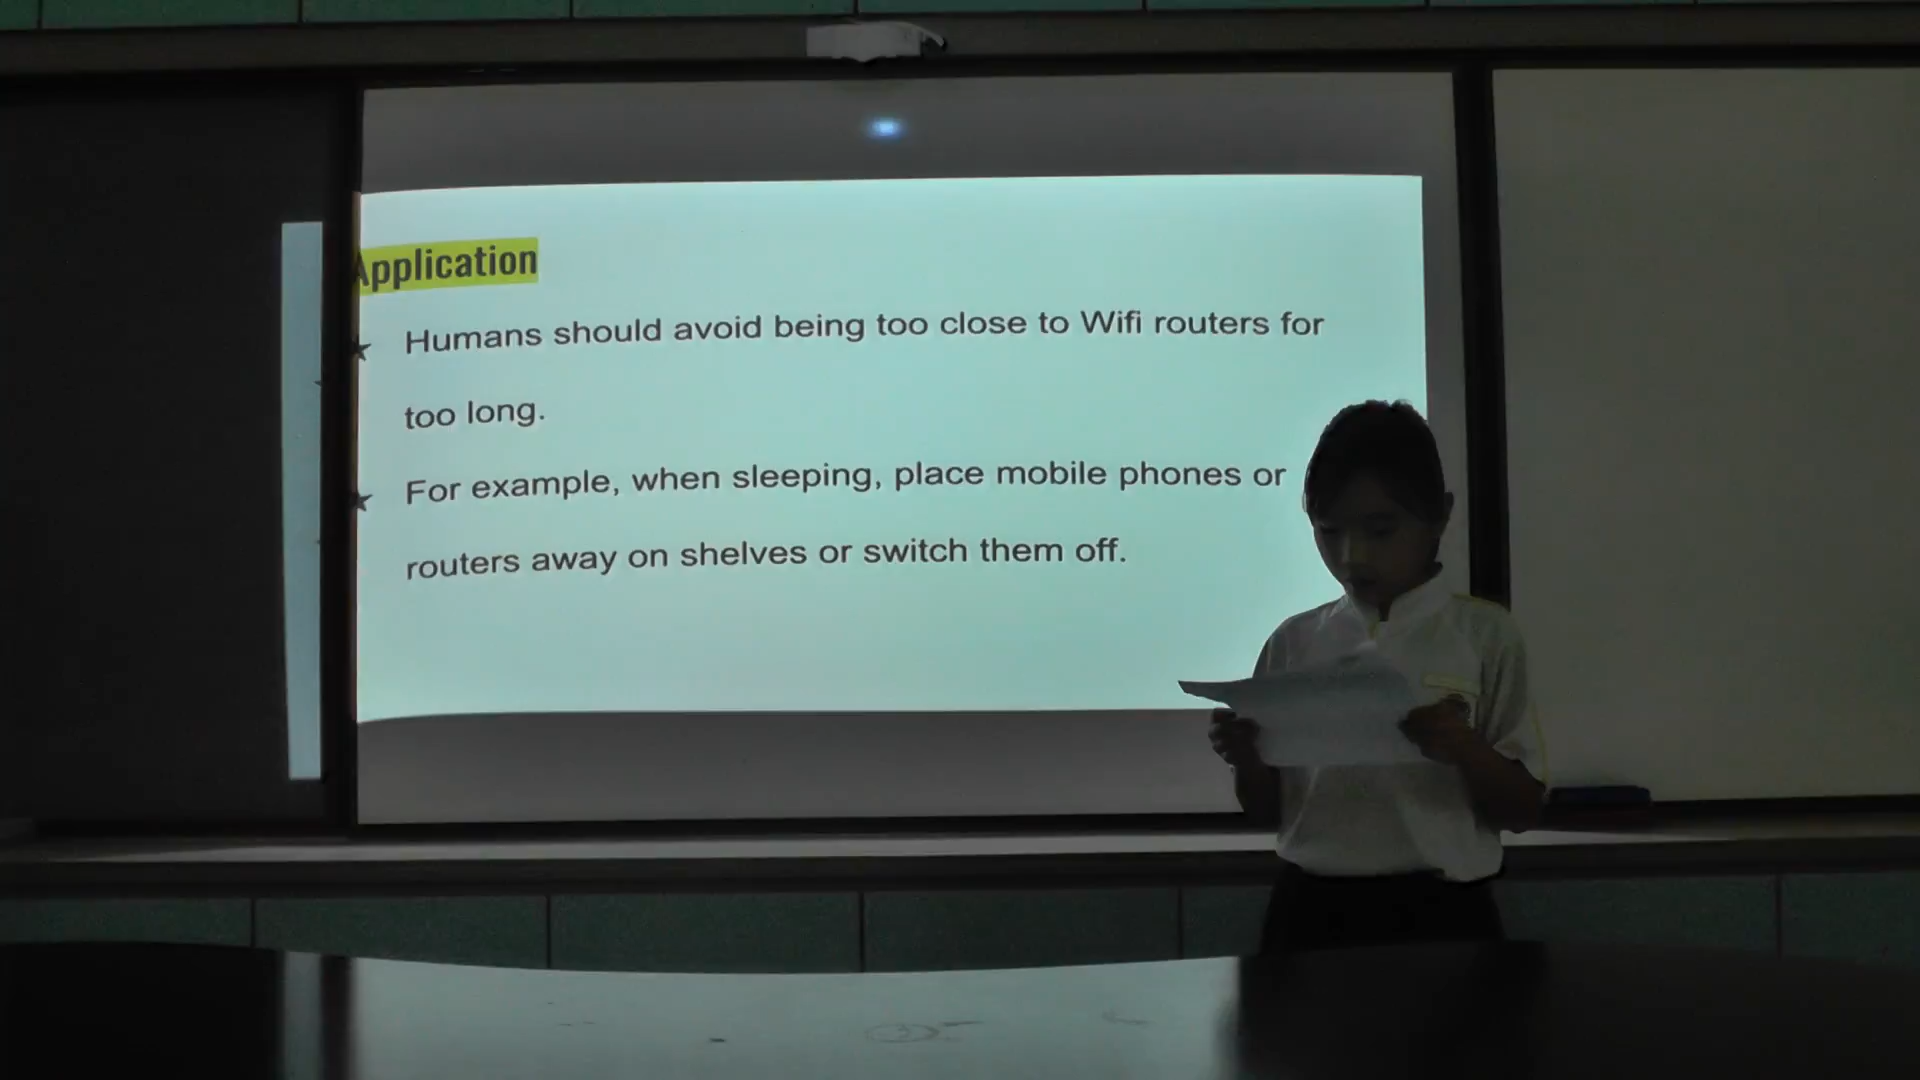 Application
★ Humans should avoid being too close to Wifi routers for
too long.
★ For example, when sleeping, place mobile phones or
routers away on shelves or switch them off.